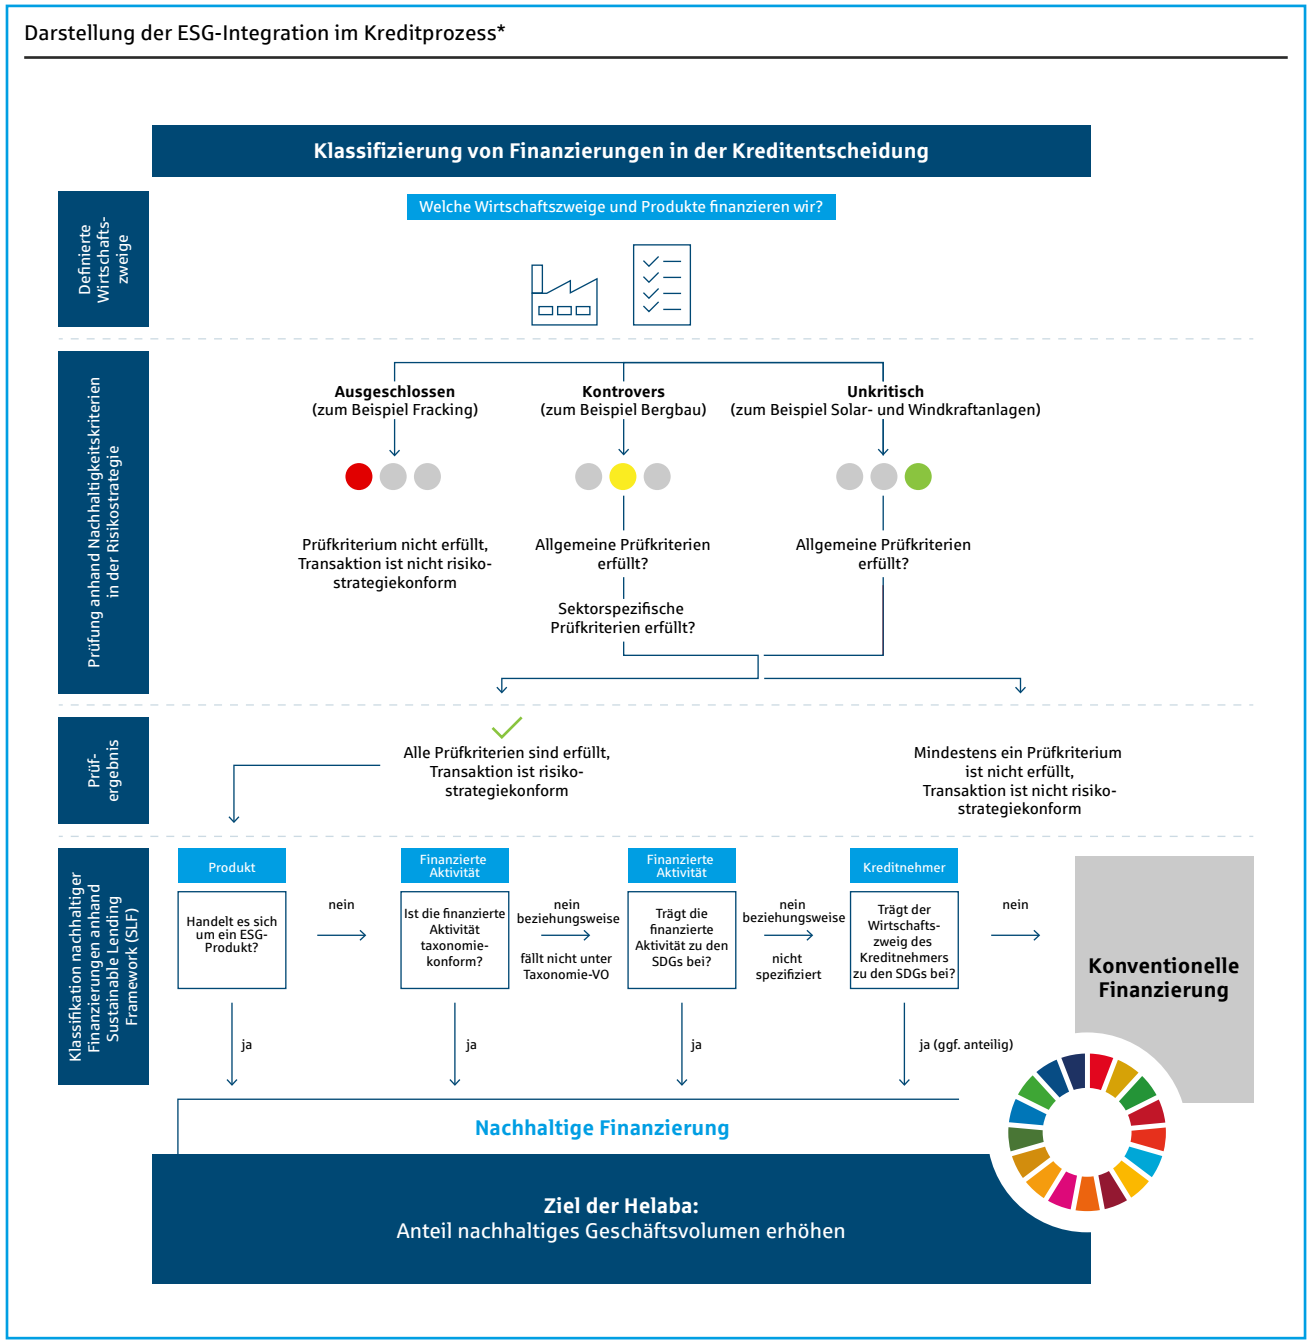 Darstellung der ESG-Integration im Kreditprozess*
Klassifizierung von Finanzierungen in der Kreditentscheidung
Definierte
Wirtschafts-
zweige
Welche Wirtschaftszweige und Produkte finanzieren wir?
Prüfung anhand Nachhaltigkeitskriterien
in der Risikostrategie
Ausgeschlossen
(zum Beispiel Fracking)
Kontrovers
(zum Beispiel Bergbau)
Unkritisch
(zum Beispiel Solar- und Windkraftanlagen)
Prüfkriterium nicht erfüllt,
Transaktion ist nicht risiko-
strategiekonform
Allgemeine Prüfkriterien
erfüllt?
Sektorspezifische
Prüfkriterien erfüllt?
Allgemeine Prüfkriterien
erfüllt?
Prüf-
ergebnis
Alle Prüfkriterien sind erfüllt,
Transaktion ist risiko-
strategiekonform
Mindestens ein Prüfkriterium
ist nicht erfüllt,
Transaktion ist nicht risiko-
strategiekonform
Klassifikation nachhaltiger
Finanzierungen anhand
Sustainable Lending
Framework (SLF)
Produkt
Handelt es sich
um ein ESG-
Produkt?
nein
Finanzierte
Aktivität
Ist die finanzierte
Aktivität
taxonomie-
konform?
nein
beziehungsweise
fällt nicht unter
Taxonomie-VO
Finanzierte
Aktivität
Trägt die
finanzierte
Aktivität zu den
SDGs bei?
nein
beziehungsweise
nicht
spezifiziert
Kreditnehmer
Trägt der
Wirtschafts-
zweig des
Kreditnehmers
zu den SDGs bei?
nein
Konventionelle
Finanzierung
ja
ja
ja
ja (ggf. anteilig)
Nachhaltige Finanzierung
Ziel der Helaba:
Anteil nachhaltiges Geschäftsvolumen erhöhen